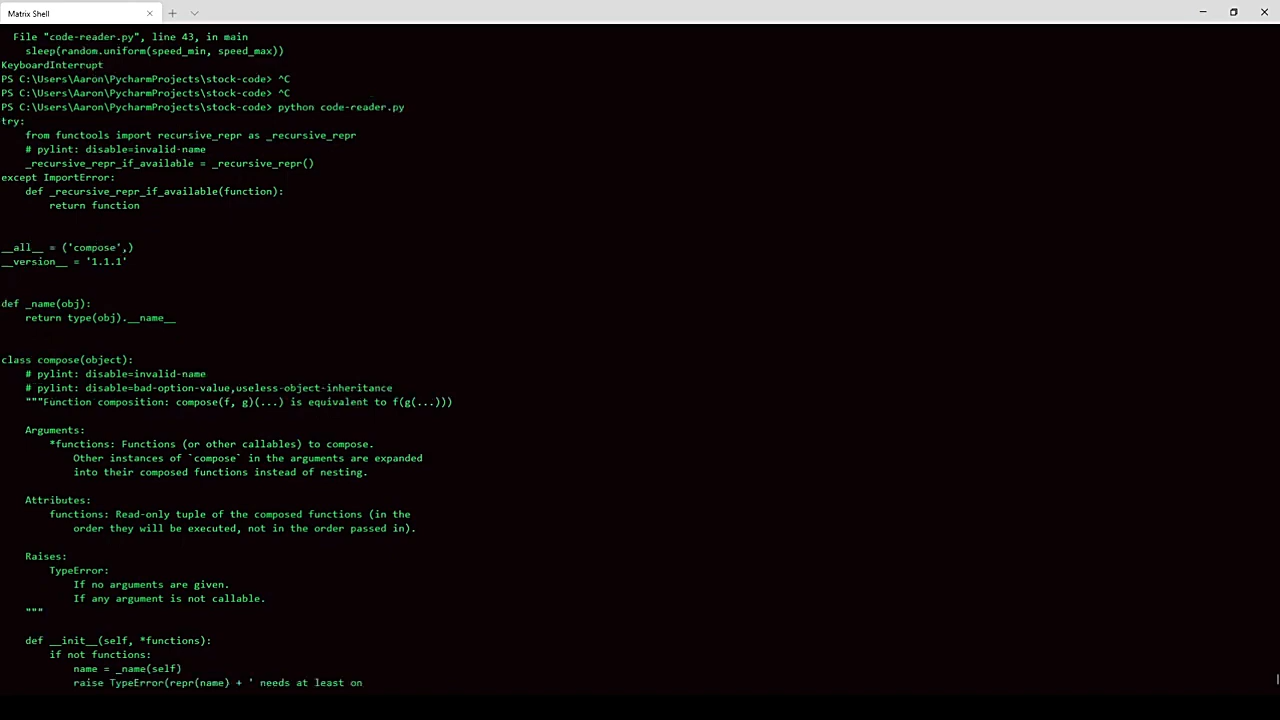 Matrix Shell
File "code-reader.py", line 43, in main
sleep(random.uniform(speed_min, speed_max))
KeyboardInterrupt
PS C:\Users\Aaron\PycharmProjects\stock-code> ^C
PS C:\Users\Aaron\PycharmProjects\stock-code> ^C
PS C:\Users\Aaron\PycharmProjects\stock-code> python code-reader.py
try:
    from functools import recursive_repr as _recursive_repr
    # pylint: disable=invalid-name
    _recursive_repr_if_available = _recursive_repr()
except ImportError:
    def _recursive_repr_if_available(function):
        return function
__all__ = ('compose',)
__version__ = '1.1.1'
def _name(obj):
    return type(obj).__name__
class compose(object):
    # pylint: disable=invalid-name
    # pylint: disable=bad-option-value,useless-object-inheritance
    """Function composition: compose(f, g)(...) is equivalent to f(g(...)))
    Arguments:
        *functions: Functions (or other callables) to compose.
            Other instances of `compose` in the arguments are expanded
            into their composed functions instead of nesting.
    Attributes:
        functions: Read-only tuple of the composed functions (in the
            order they will be executed, not in the order passed in).
    Raises:
        TypeError:
            If no arguments are given.
            If any argument is not callable.
    """
    def __init__(self, *functions):
        if not functions:
            name = _name(self)
            raise TypeError(repr(name) + ' needs at least on